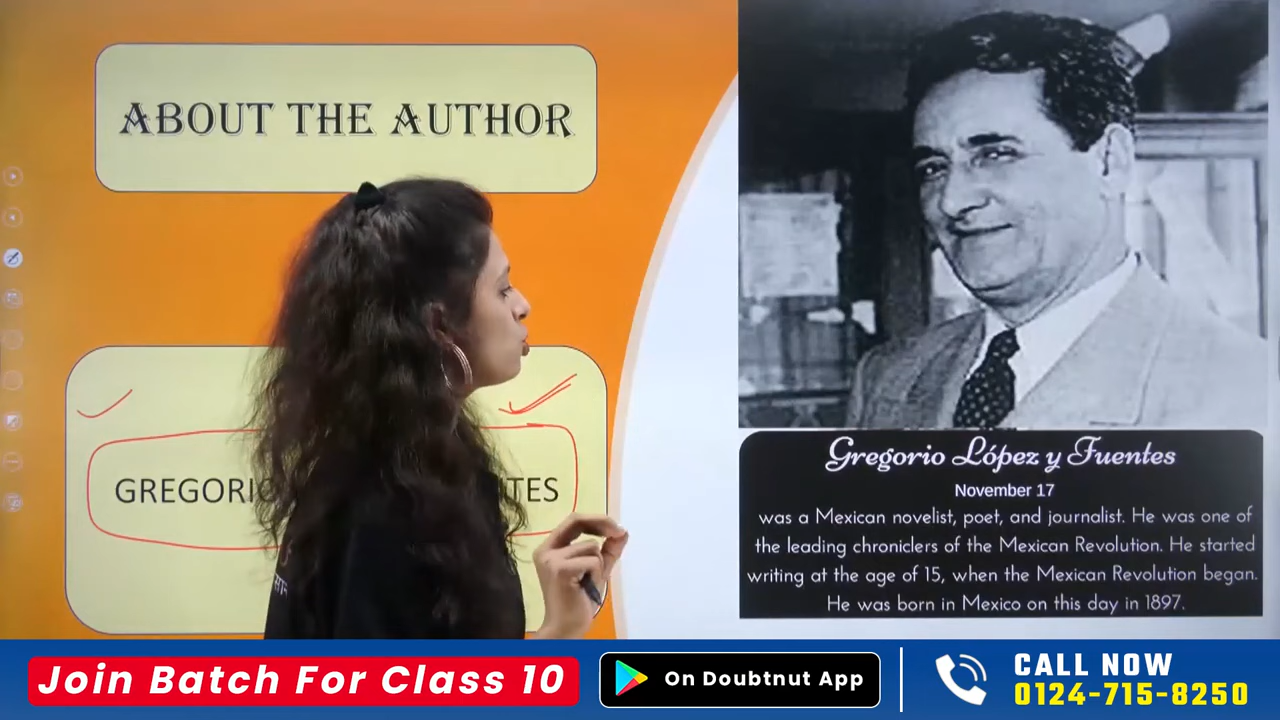 ABOUT THE AUTHOR
GREGORIO
Gregorio López y Fuentes
November 17
was a Mexican novelist, poet, and journalist. He was one of
the leading chroniclers of the Mexican Revolution. He started
writing at the age of 15, when the Mexican Revolution began.
He was born in Mexico on this day in 1897.
Join Batch For Class 10
On Doubtnut App
CALL NOW
0124-715-8250